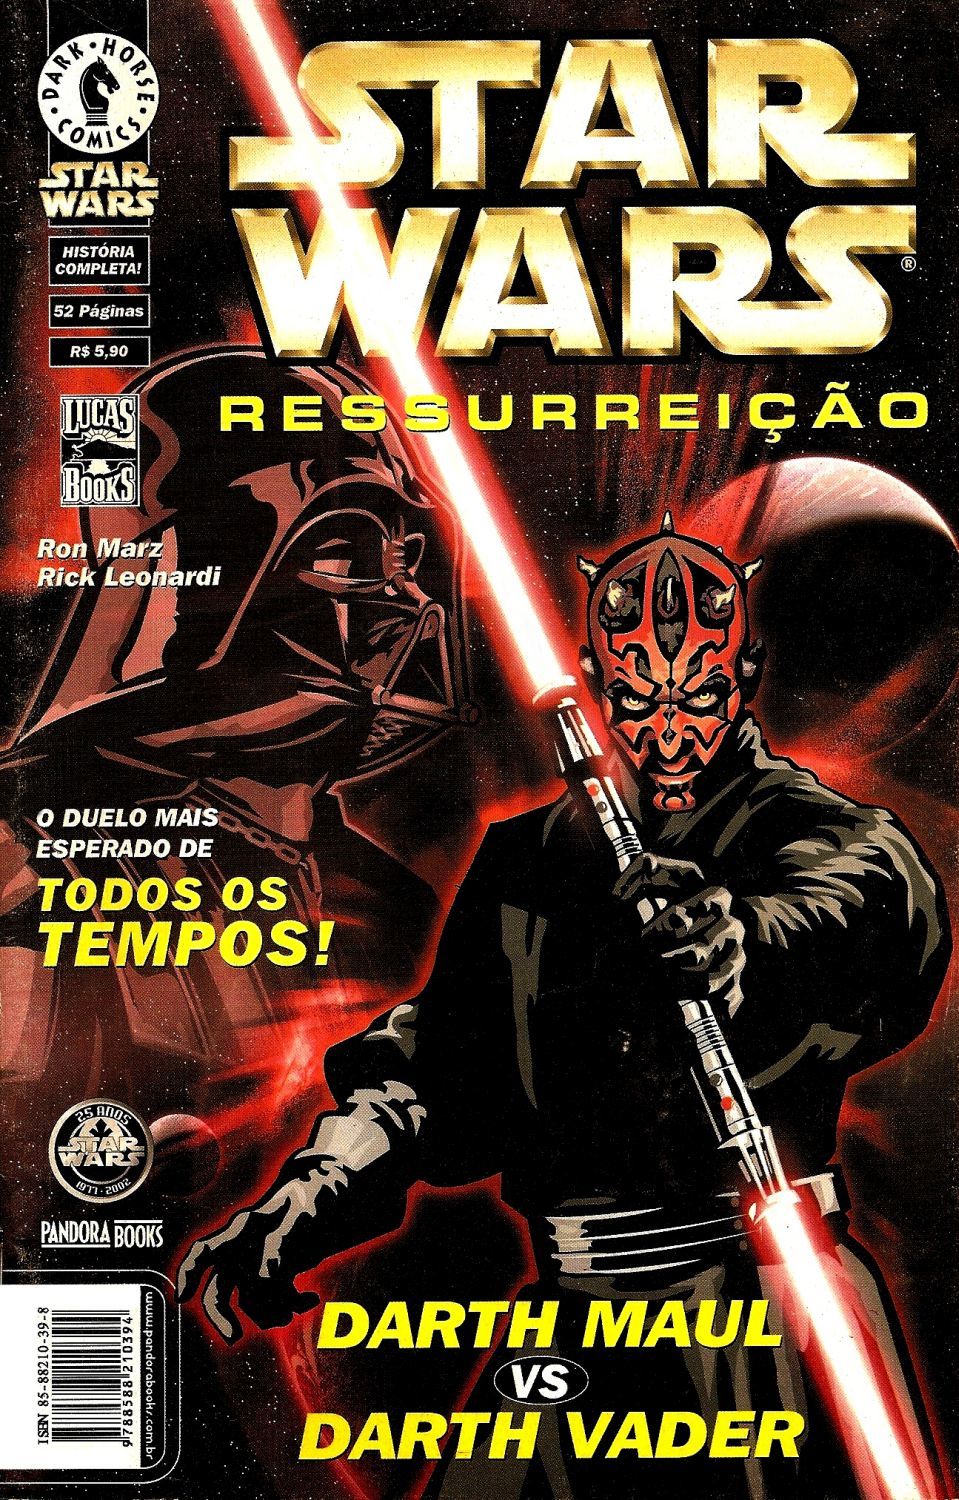 DARK HORSE
COMICS
STAR
WARS
HISTÓRIA
COMPLETA!
52 Páginas
R$ 5,90
LUCAS
BOOKS
STAR
WARS®
RESSURREIÇÃO
Ron Marz
Rick Leonardi
O DUELO MAIS
ESPERADO DE
TODOS OS
TEMPOS!
25 ANOS
STAR
WARS
1977·2002
PANDORA BOOKS
ISBN 85-88210-39-8
9788588210394
www.pandorabooks.com.br
DARTH MAUL
VS
DARTH VADER